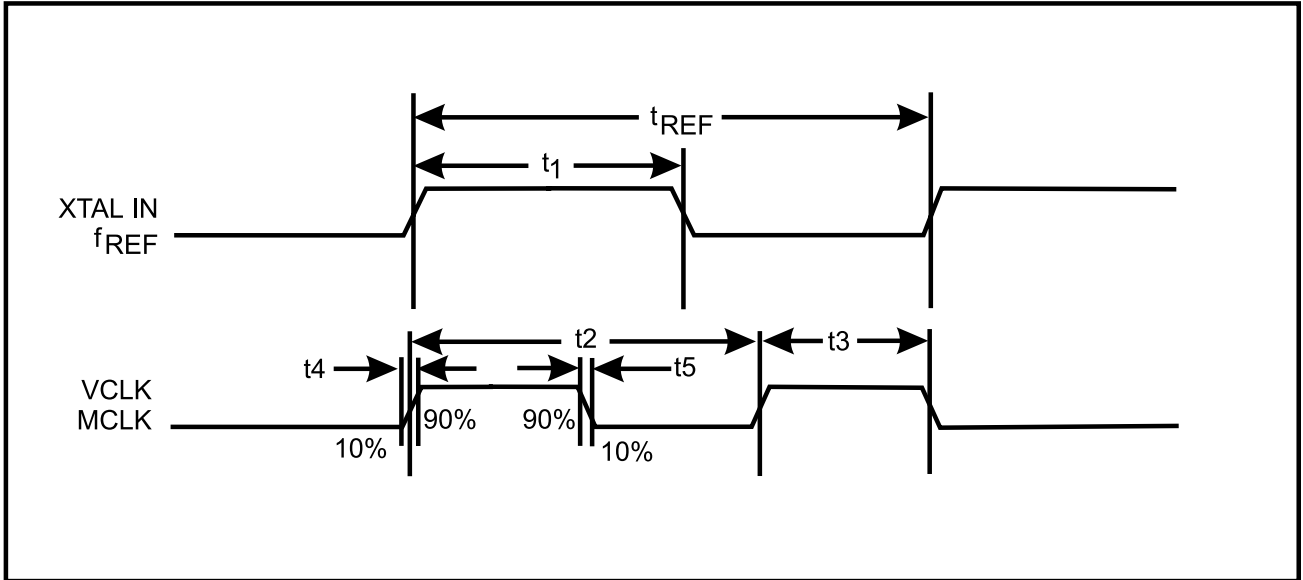 tREF
t1
XTAL IN
fREF
t2
t3
t4
t5
VCLK
MCLK
90%
90%
10%
10%